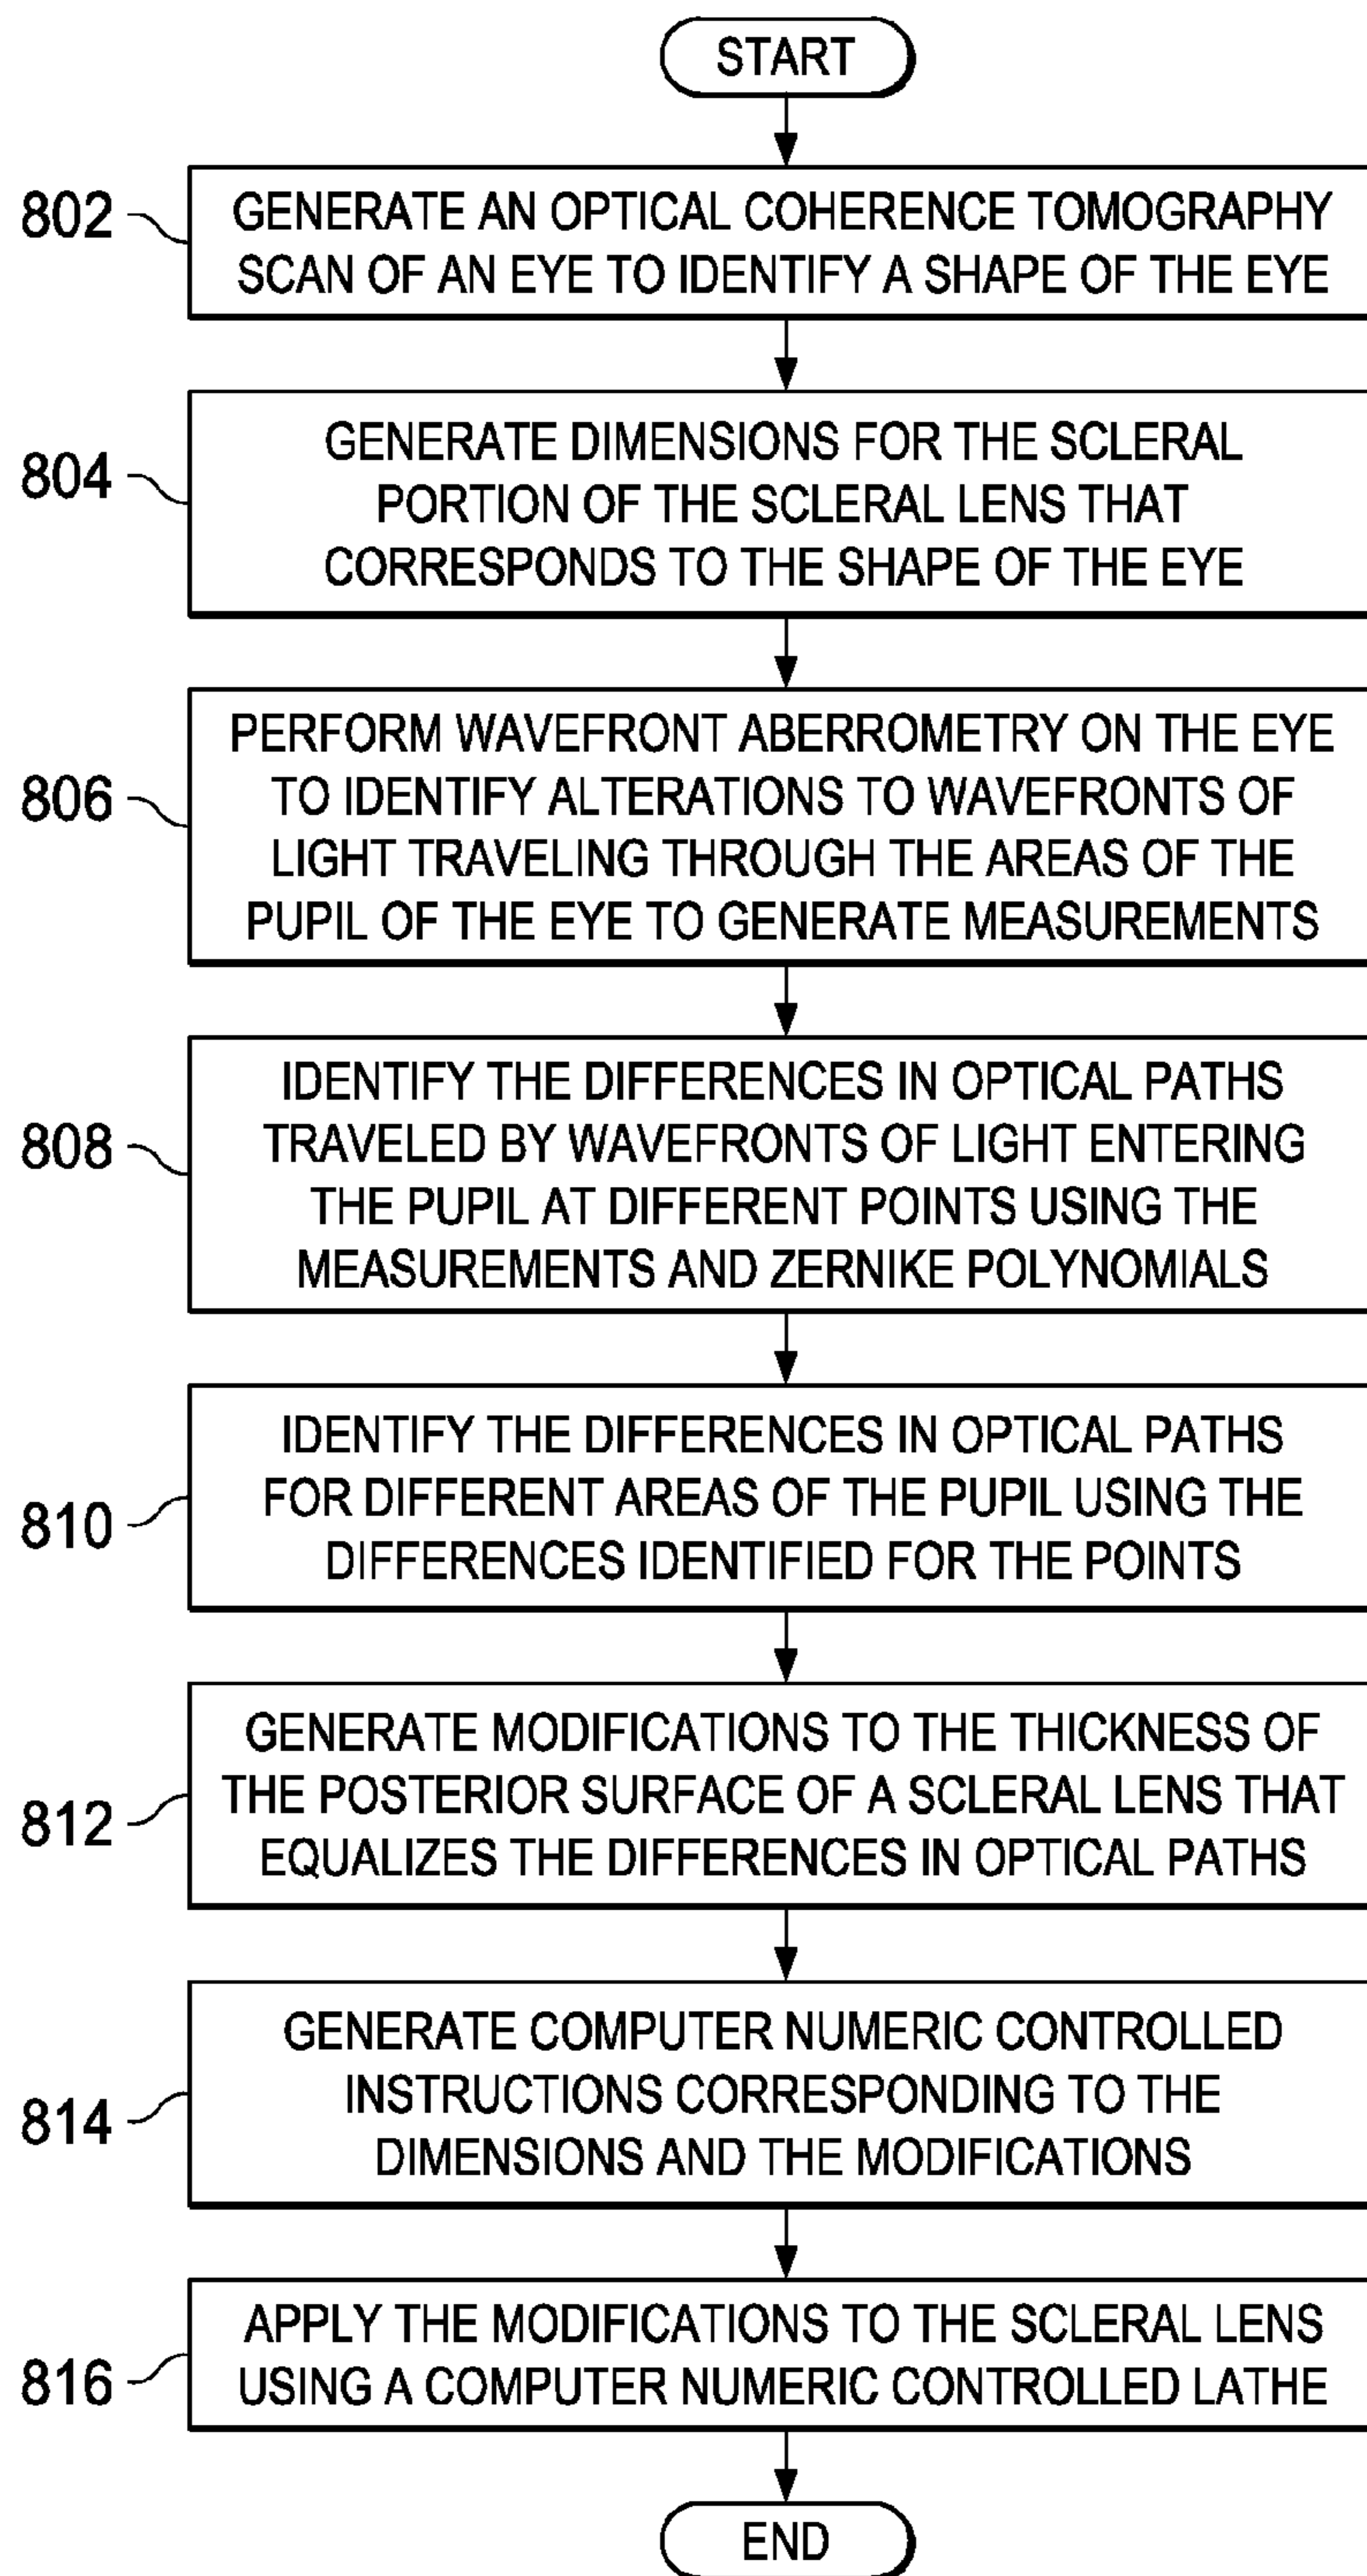 START
802
GENERATE AN OPTICAL COHERENCE TOMOGRAPHY
SCAN OF AN EYE TO IDENTIFY A SHAPE OF THE EYE
804
GENERATE DIMENSIONS FOR THE SCLERAL
PORTION OF THE SCLERAL LENS THAT
CORRESPONDS TO THE SHAPE OF THE EYE
806
PERFORM WAVEFRONT ABERROMETRY ON THE EYE
TO IDENTIFY ALTERATIONS TO WAVEFRONTS OF
LIGHT TRAVELING THROUGH THE AREAS OF THE
PUPIL OF THE EYE TO GENERATE MEASUREMENTS
808
IDENTIFY THE DIFFERENCES IN OPTICAL PATHS
TRAVELED BY WAVEFRONTS OF LIGHT ENTERING
THE PUPIL AT DIFFERENT POINTS USING THE
MEASUREMENTS AND ZERNIKE POLYNOMIALS
810
IDENTIFY THE DIFFERENCES IN OPTICAL PATHS
FOR DIFFERENT AREAS OF THE PUPIL USING THE
DIFFERENCES IDENTIFIED FOR THE POINTS
812
GENERATE MODIFICATIONS TO THE THICKNESS OF
THE POSTERIOR SURFACE OF A SCLERAL LENS THAT
EQUALIZES THE DIFFERENCES IN OPTICAL PATHS
814
GENERATE COMPUTER NUMERIC CONTROLLED
INSTRUCTIONS CORRESPONDING TO THE
DIMENSIONS AND THE MODIFICATIONS
816
APPLY THE MODIFICATIONS TO THE SCLERAL LENS
USING A COMPUTER NUMERIC CONTROLLED LATHE
END